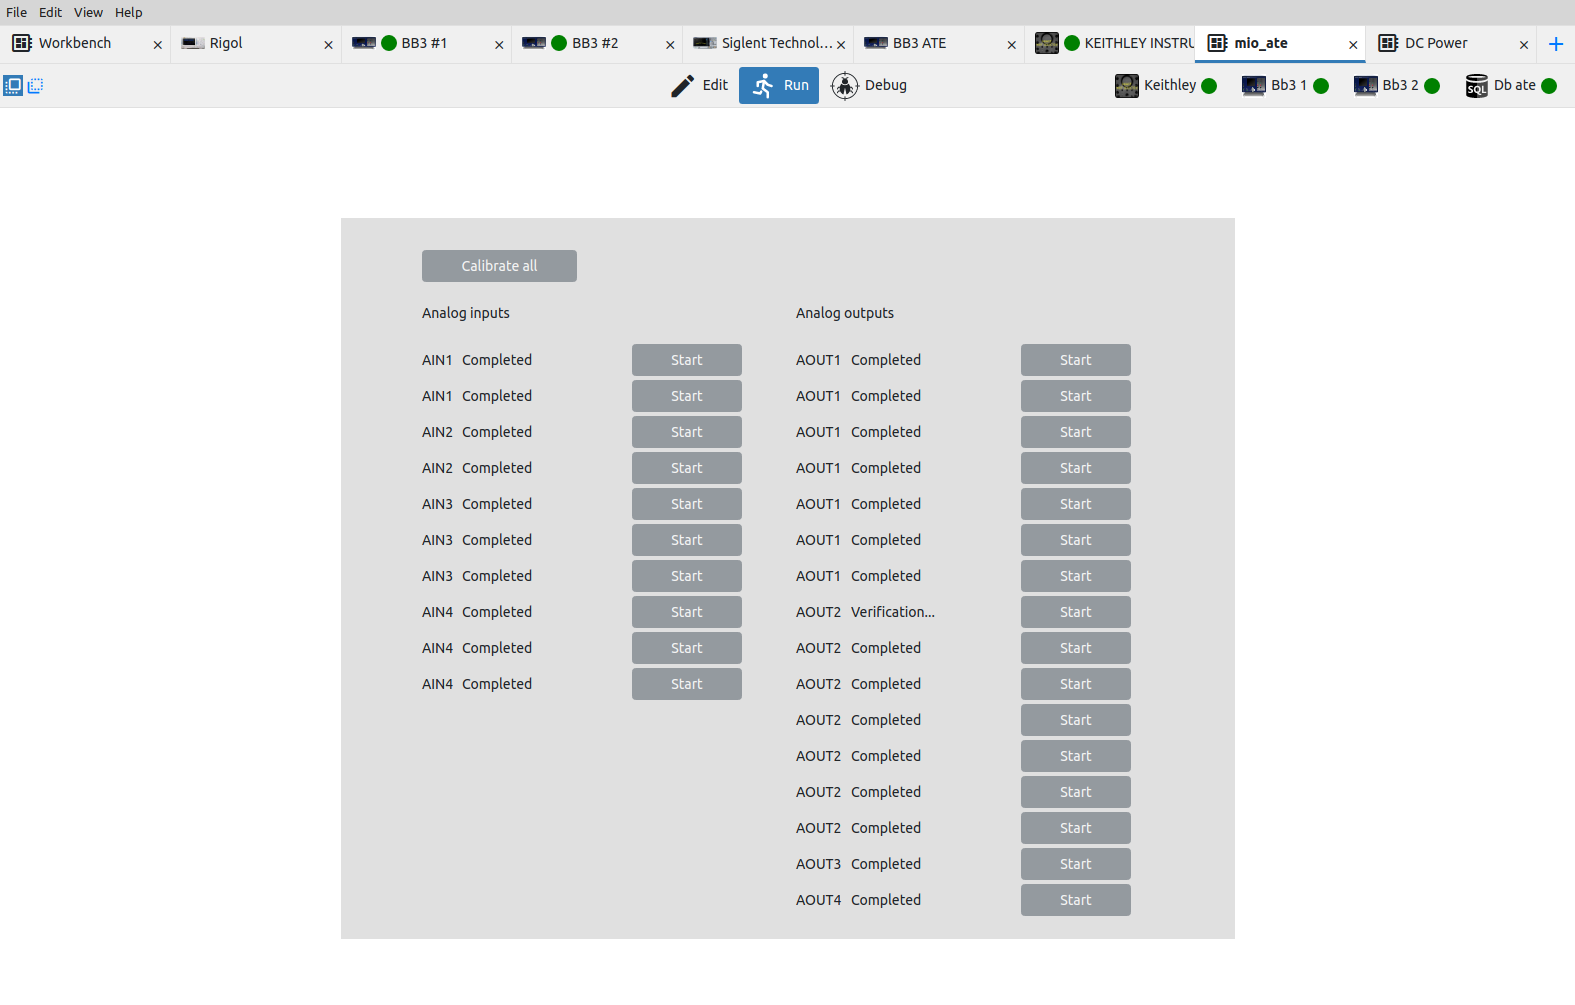 File Edit View Help
Workbench × Rigol × BB3 #1 × BB3 #2 × Siglent Technol... × BB3 ATE × KEITHLEY INSTRU mio_ate × DC Power × +
Edit Run Debug Keithley Bb3 1 Bb3 2 SQL Db ate
Calibrate all
Analog inputs Analog outputs
AIN1 Completed Start AOUT1 Completed Start
AIN1 Completed Start AOUT1 Completed Start
AIN2 Completed Start AOUT1 Completed Start
AIN2 Completed Start AOUT1 Completed Start
AIN3 Completed Start AOUT1 Completed Start
AIN3 Completed Start AOUT1 Completed Start
AIN3 Completed Start AOUT1 Completed Start
AIN4 Completed Start AOUT2 Verification... Start
AIN4 Completed Start AOUT2 Completed Start
AIN4 Completed Start AOUT2 Completed Start
AOUT2 Completed Start
AOUT2 Completed Start
AOUT2 Completed Start
AOUT2 Completed Start
AOUT3 Completed Start
AOUT4 Completed Start